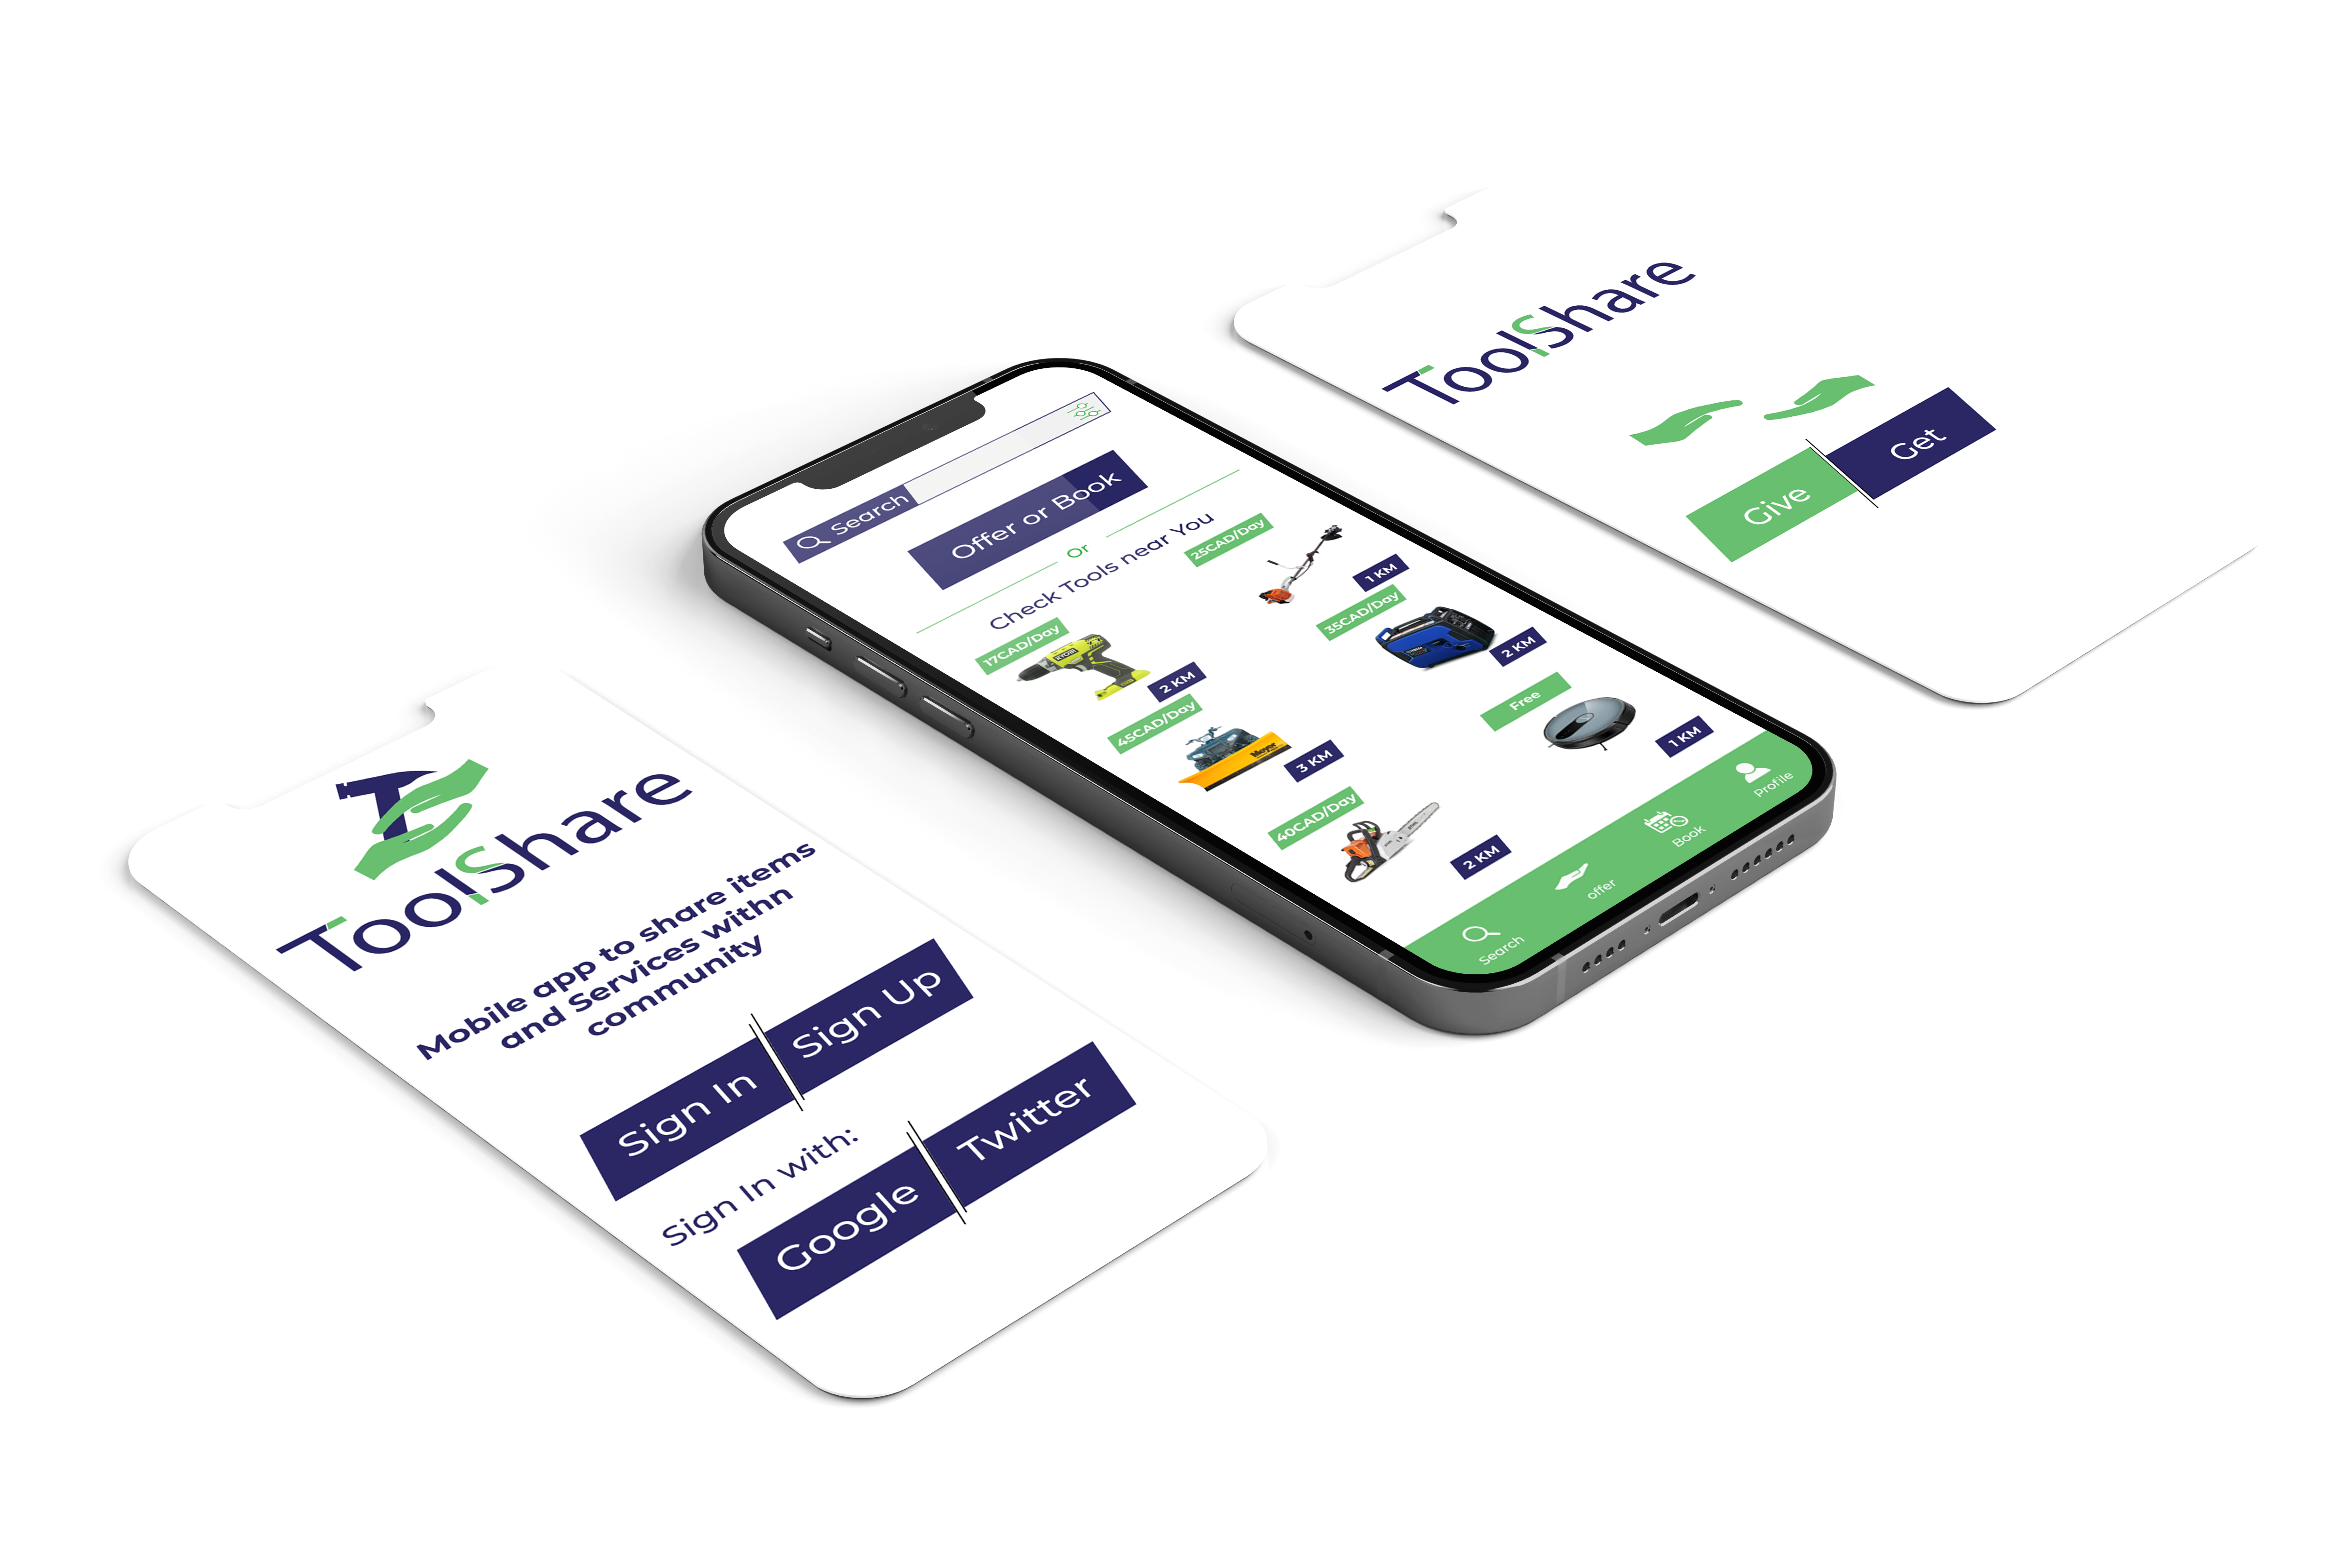 ToolShare
Mobile app to share items
and Services withn
community
Sign In
Sign Up
Sign In with:
Google
Twitter
Search
Offer or Book
Or
Check Tools near You
17CAD/Day
RYOBI
2 KM
25CAD/Day
1 KM
45CAD/Day
Meyer
3 KM
35CAD/Day
2 KM
40CAD/Day
2 KM
Free
1 KM
Search
offer
Book
Profile
ToolShare
Give
Get